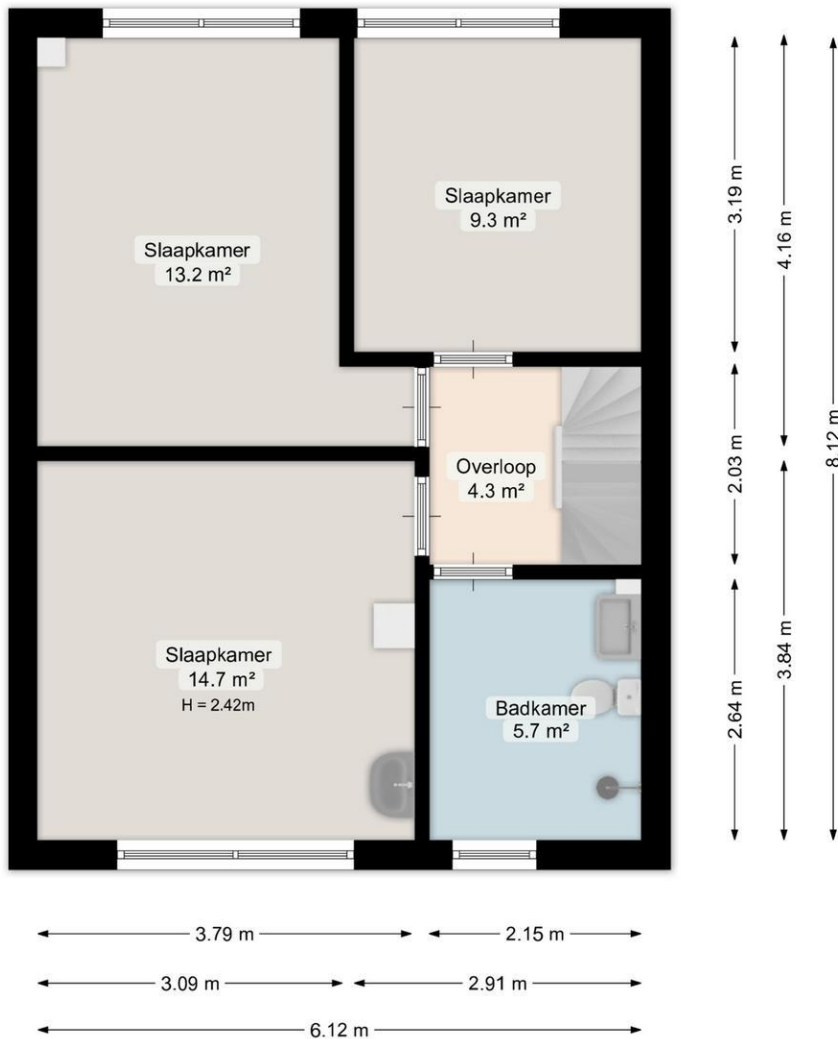 Slaapkamer
9.3 m²
Slaapkamer
13.2 m²
Overloop
4.3 m²
Slaapkamer
14.7 m²
H = 2.42m
Badkamer
5.7 m²
3.19 m
4.16 m
2.03 m
8.12 m
3.84 m
2.64 m
3.79 m
2.15 m
3.09 m
2.91 m
6.12 m